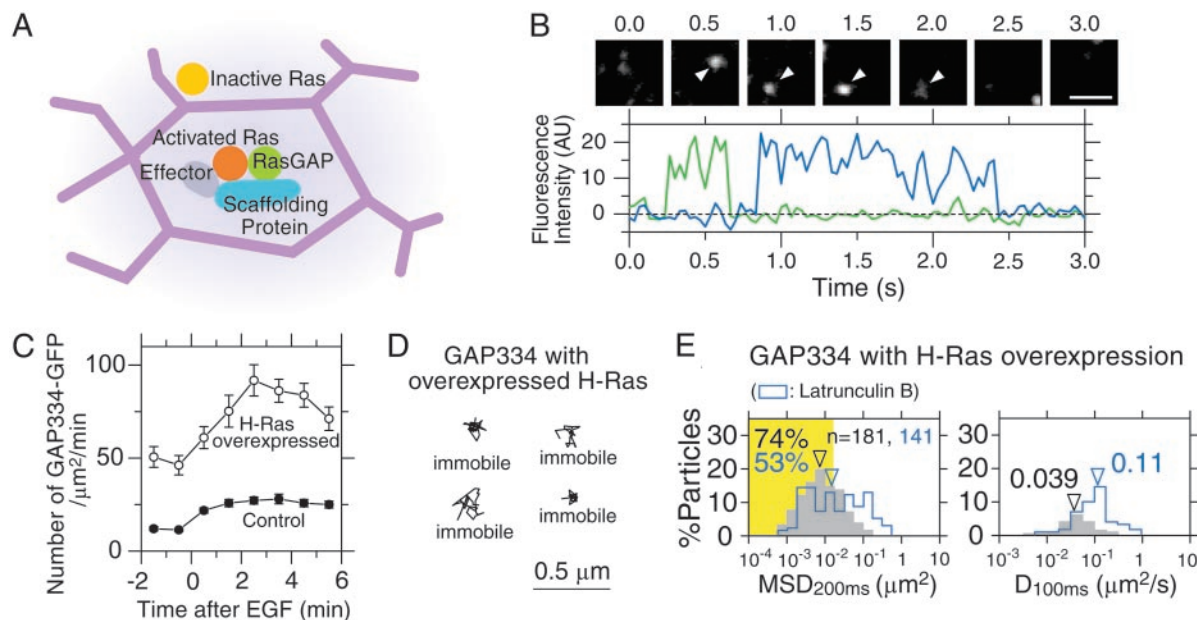 A
Inactive Ras
Activated Ras
RasGAP
Effector
Scaffolding
Protein
B
0.0 0.5 1.0 1.5 2.0 2.5 3.0
Fluorescence
Intensity (AU)
20
10
0
0.0 0.5 1.0 1.5 2.0 2.5 3.0
Time (s)
C
Number of GAP334-GFP
/μm2/min
100
50
0
H-Ras
overexpressed
Control
-2 0 2 4 6
Time after EGF (min)
D
GAP334 with
overexpressed H-Ras
immobile immobile
immobile immobile
0.5 μm
E
GAP334 with H-Ras overexpression
( : Latrunculin B)
%Particles
30
20
10
0
74% n=181, 141
53%
10-4 10-3 10-2 10-1 1 10
MSD200ms (μm2)
30
20
10
0
0.039 0.11
10-3 10-2 10-1 1 10
D100ms (μm2/s)